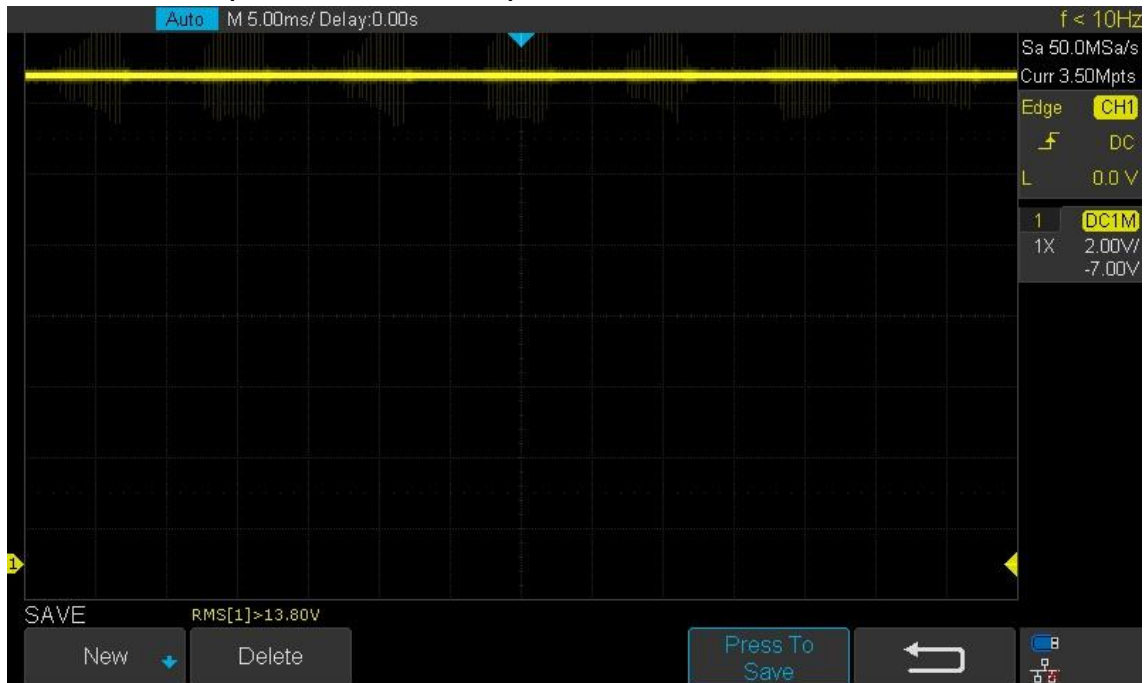 Auto M 5.00ms/ Delay:0.00s f < 10Hz
Sa 50.0MSa/s
Curr 3.50Mpts
Edge CH1
DC
L 0.0 V
1 DC1M
1X 2.00V/
-7.00V
1
SAVE RMS[1]>13.80V
New Delete Press To
Save